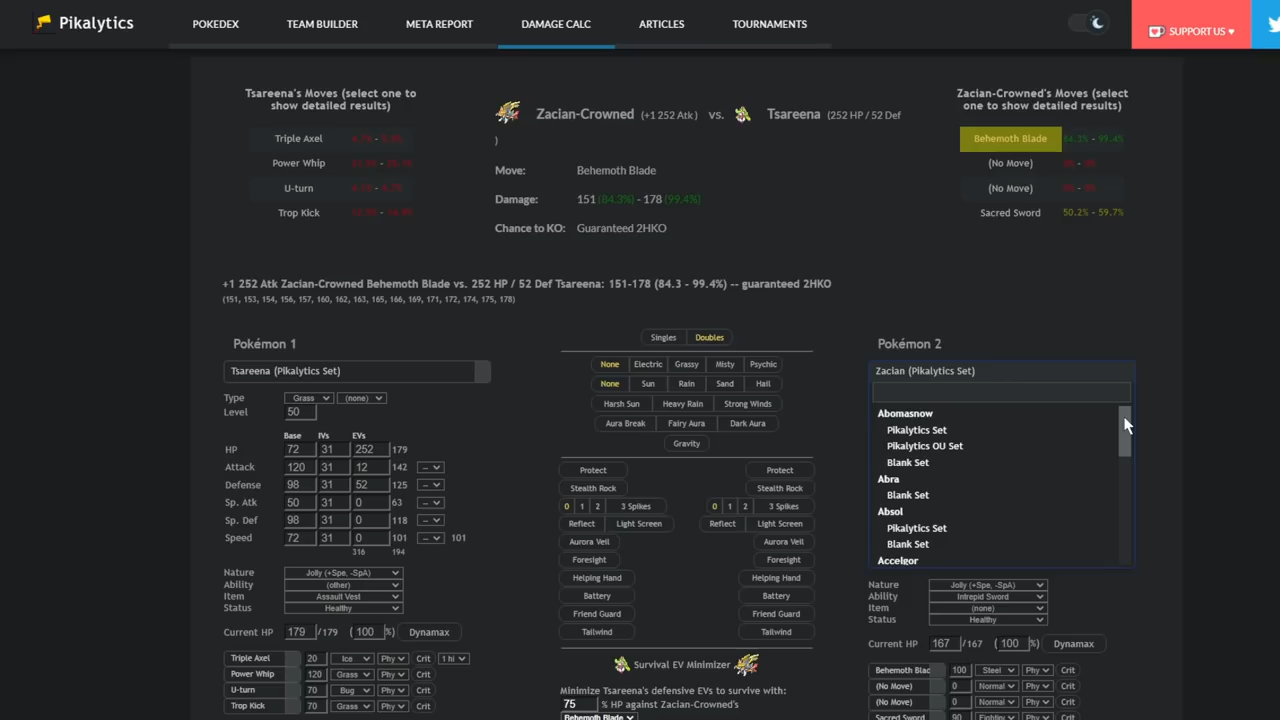 Pikalytics
POKEDEX TEAM BUILDER META REPORT DAMAGE CALC ARTICLES TOURNAMENTS
SUPPORT US ♥
Tsareena's Moves (select one to show detailed results)
Triple Axel
Power Whip
U-turn
Trop Kick
Zacian-Crowned (+1 252 Atk) vs. Tsareena (252 HP / 52 Def
)
Move: Behemoth Blade
Damage: 151 (84.3%) - 178 (99.4%)
Chance to KO: Guaranteed 2HKO
Zacian-Crowned's Moves (select one to show detailed results)
Behemoth Blade 84.3% - 99.4%
(No Move) 0% - 0%
(No Move) 0% - 0%
Sacred Sword 50.2% - 59.7%
+1 252 Atk Zacian-Crowned Behemoth Blade vs. 252 HP / 52 Def Tsareena: 151-178 (84.3 - 99.4%) -- guaranteed 2HKO
(151, 153, 154, 156, 157, 160, 162, 163, 165, 166, 169, 171, 172, 174, 175, 178)
Pokémon 1
Tsareena (Pikalytics Set)
Type Grass (none)
Level 50
Base IVs EVs
HP 72 31 252 179
Attack 120 31 12 142 --
Defense 98 31 52 125 --
Sp. Atk 50 31 0 63 --
Sp. Def 98 31 0 118 --
Speed 72 31 0 101 -- 101
316 194
Nature Jolly (+Spe, -SpA)
Ability (other)
Item Assault Vest
Status Healthy
Current HP 179 /179 ( 100 %) Dynamax
Triple Axel 20 Ice Phy Crit 1 hi
Power Whip 120 Grass Phy Crit
U-turn 70 Bug Phy Crit
Trop Kick 70 Grass Phy Crit
Singles Doubles
None Electric Grassy Misty Psychic
None Sun Rain Sand Hail
Harsh Sun Heavy Rain Strong Winds
Aura Break Fairy Aura Dark Aura
Gravity
Protect Protect
Stealth Rock Stealth Rock
0 1 2 3 Spikes 0 1 2 3 Spikes
Reflect Light Screen Reflect Light Screen
Aurora Veil Aurora Veil
Foresight Foresight
Helping Hand Helping Hand
Battery Battery
Friend Guard Friend Guard
Tailwind Tailwind
Survival EV Minimizer
Minimize Tsareena's defensive EVs to survive with:
75 % HP against Zacian-Crowned's
Behemoth Blade
Pokémon 2
Zacian (Pikalytics Set)
Abomasnow
Pikalytics Set
Pikalytics OU Set
Blank Set
Abra
Blank Set
Absol
Pikalytics Set
Blank Set
Accelgor
Nature Jolly (+Spe, -SpA)
Ability Intrepid Sword
Item (none)
Status Healthy
Current HP 167 /167 ( 100 %) Dynamax
Behemoth Blad 100 Steel Phy Crit
(No Move) 0 Normal Phy Crit
(No Move) 0 Normal Phy Crit
Sacred Sword 90 Fighting Phy Crit